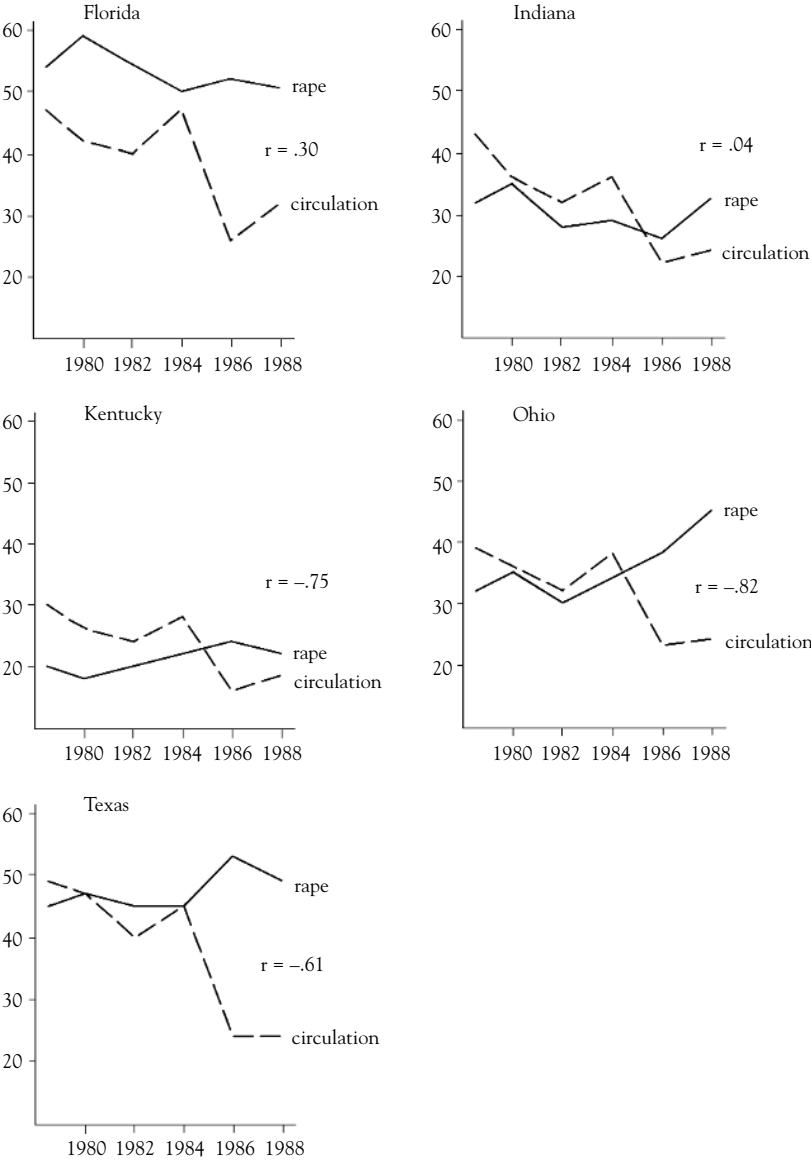 Florida
60
50
40
30
20
rape
r = .30
circulation
1980 1982 1984 1986 1988
Indiana
60
50
40
30
20
r = .04
rape
circulation
1980 1982 1984 1986 1988
Kentucky
60
50
40
30
20
r = –.75
rape
circulation
1980 1982 1984 1986 1988
Ohio
60
50
40
30
20
rape
r = –.82
circulation
1980 1982 1984 1986 1988
Texas
60
50
40
30
20
rape
r = –.61
circulation
1980 1982 1984 1986 1988